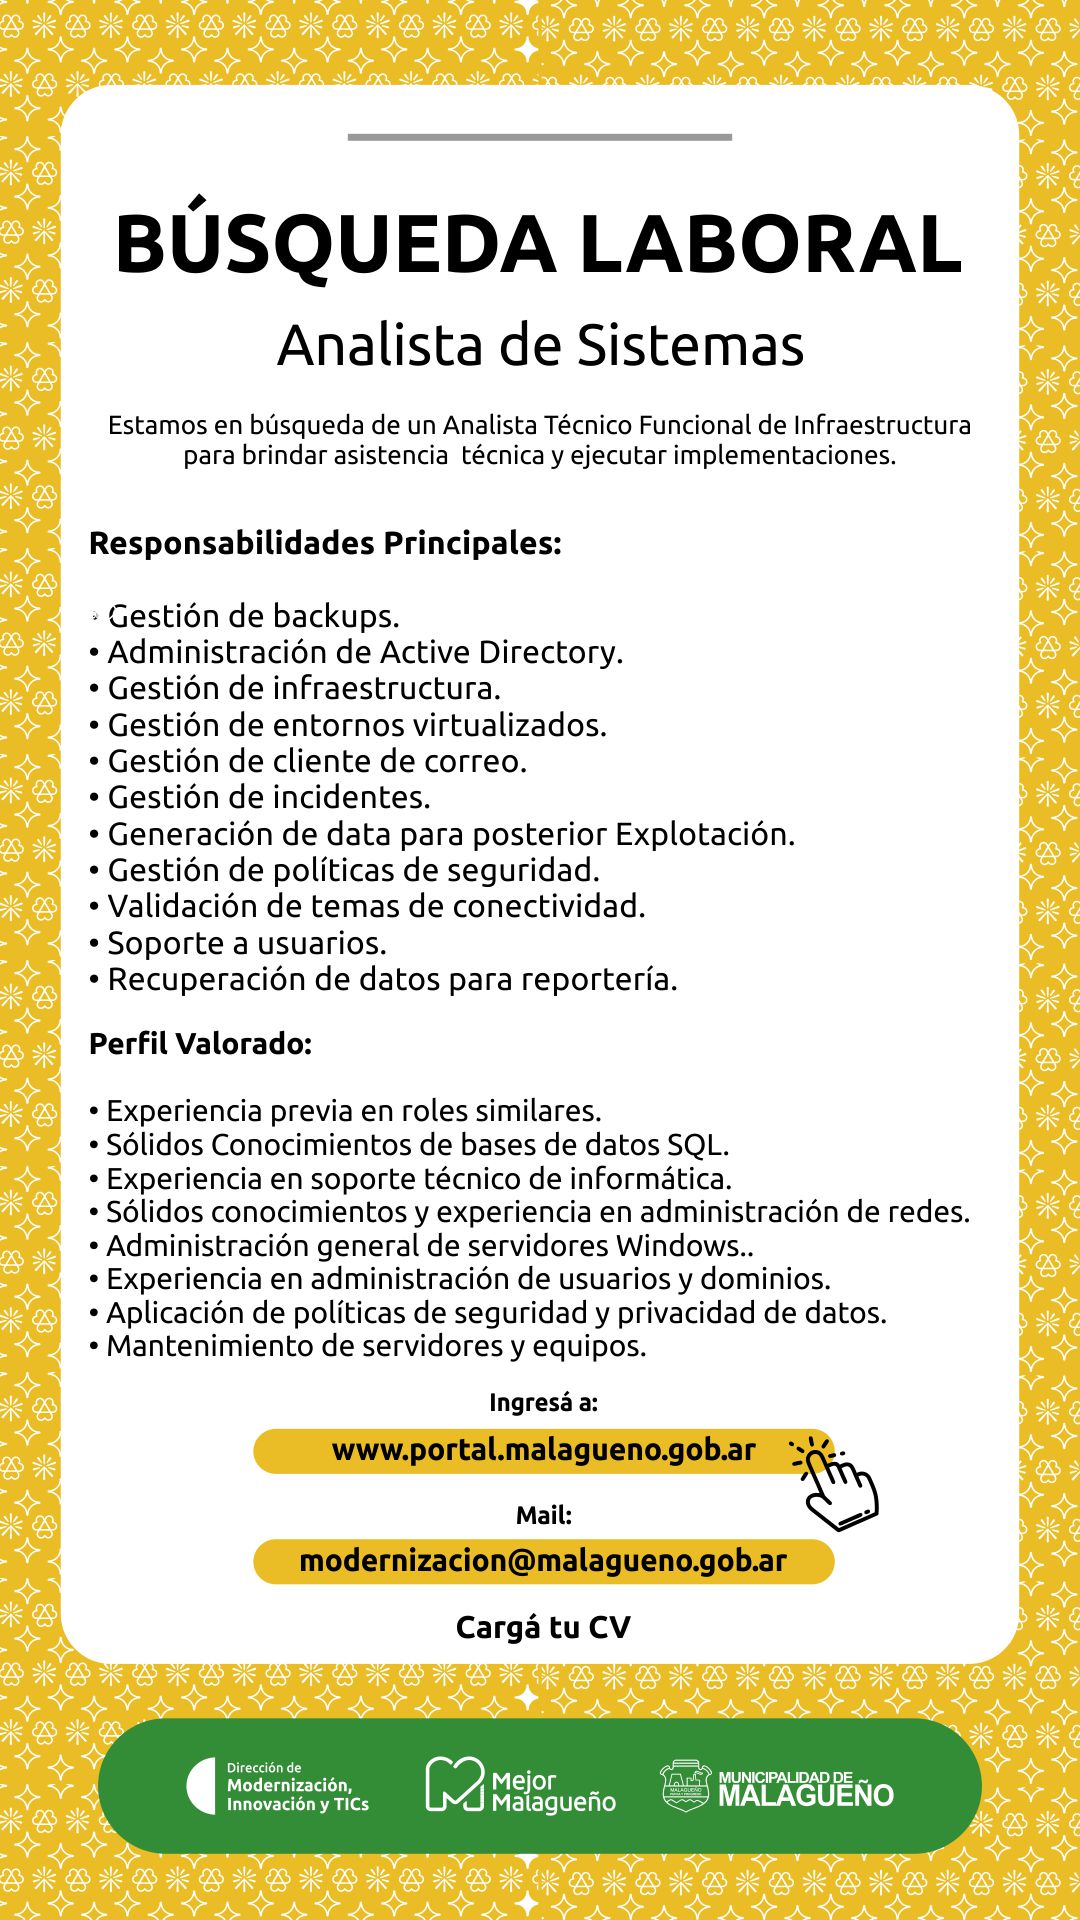 BÚSQUEDA LABORAL
Analista de Sistemas
Estamos en búsqueda de un Analista Técnico Funcional de Infraestructura
para brindar asistencia  técnica y ejecutar implementaciones.
Responsabilidades Principales:
• Gestión de backups.
• Administración de Active Directory.
• Gestión de infraestructura.
• Gestión de entornos virtualizados.
• Gestión de cliente de correo.
• Gestión de incidentes.
• Generación de data para posterior Explotación.
• Gestión de políticas de seguridad.
• Validación de temas de conectividad.
• Soporte a usuarios.
• Recuperación de datos para reportería.
Perfil Valorado:
• Experiencia previa en roles similares.
• Sólidos Conocimientos de bases de datos SQL.
• Experiencia en soporte técnico de informática.
• Sólidos conocimientos y experiencia en administración de redes.
• Administración general de servidores Windows..
• Experiencia en administración de usuarios y dominios.
• Aplicación de políticas de seguridad y privacidad de datos.
• Mantenimiento de servidores y equipos.
Ingresá a:
www.portal.malagueno.gob.ar
Mail:
modernizacion@malagueno.gob.ar
Cargá tu CV
Dirección de
Modernización,
Innovación y TICs
Mejor
Malagueño
MUNICIPALIDAD DE
MALAGUEÑO